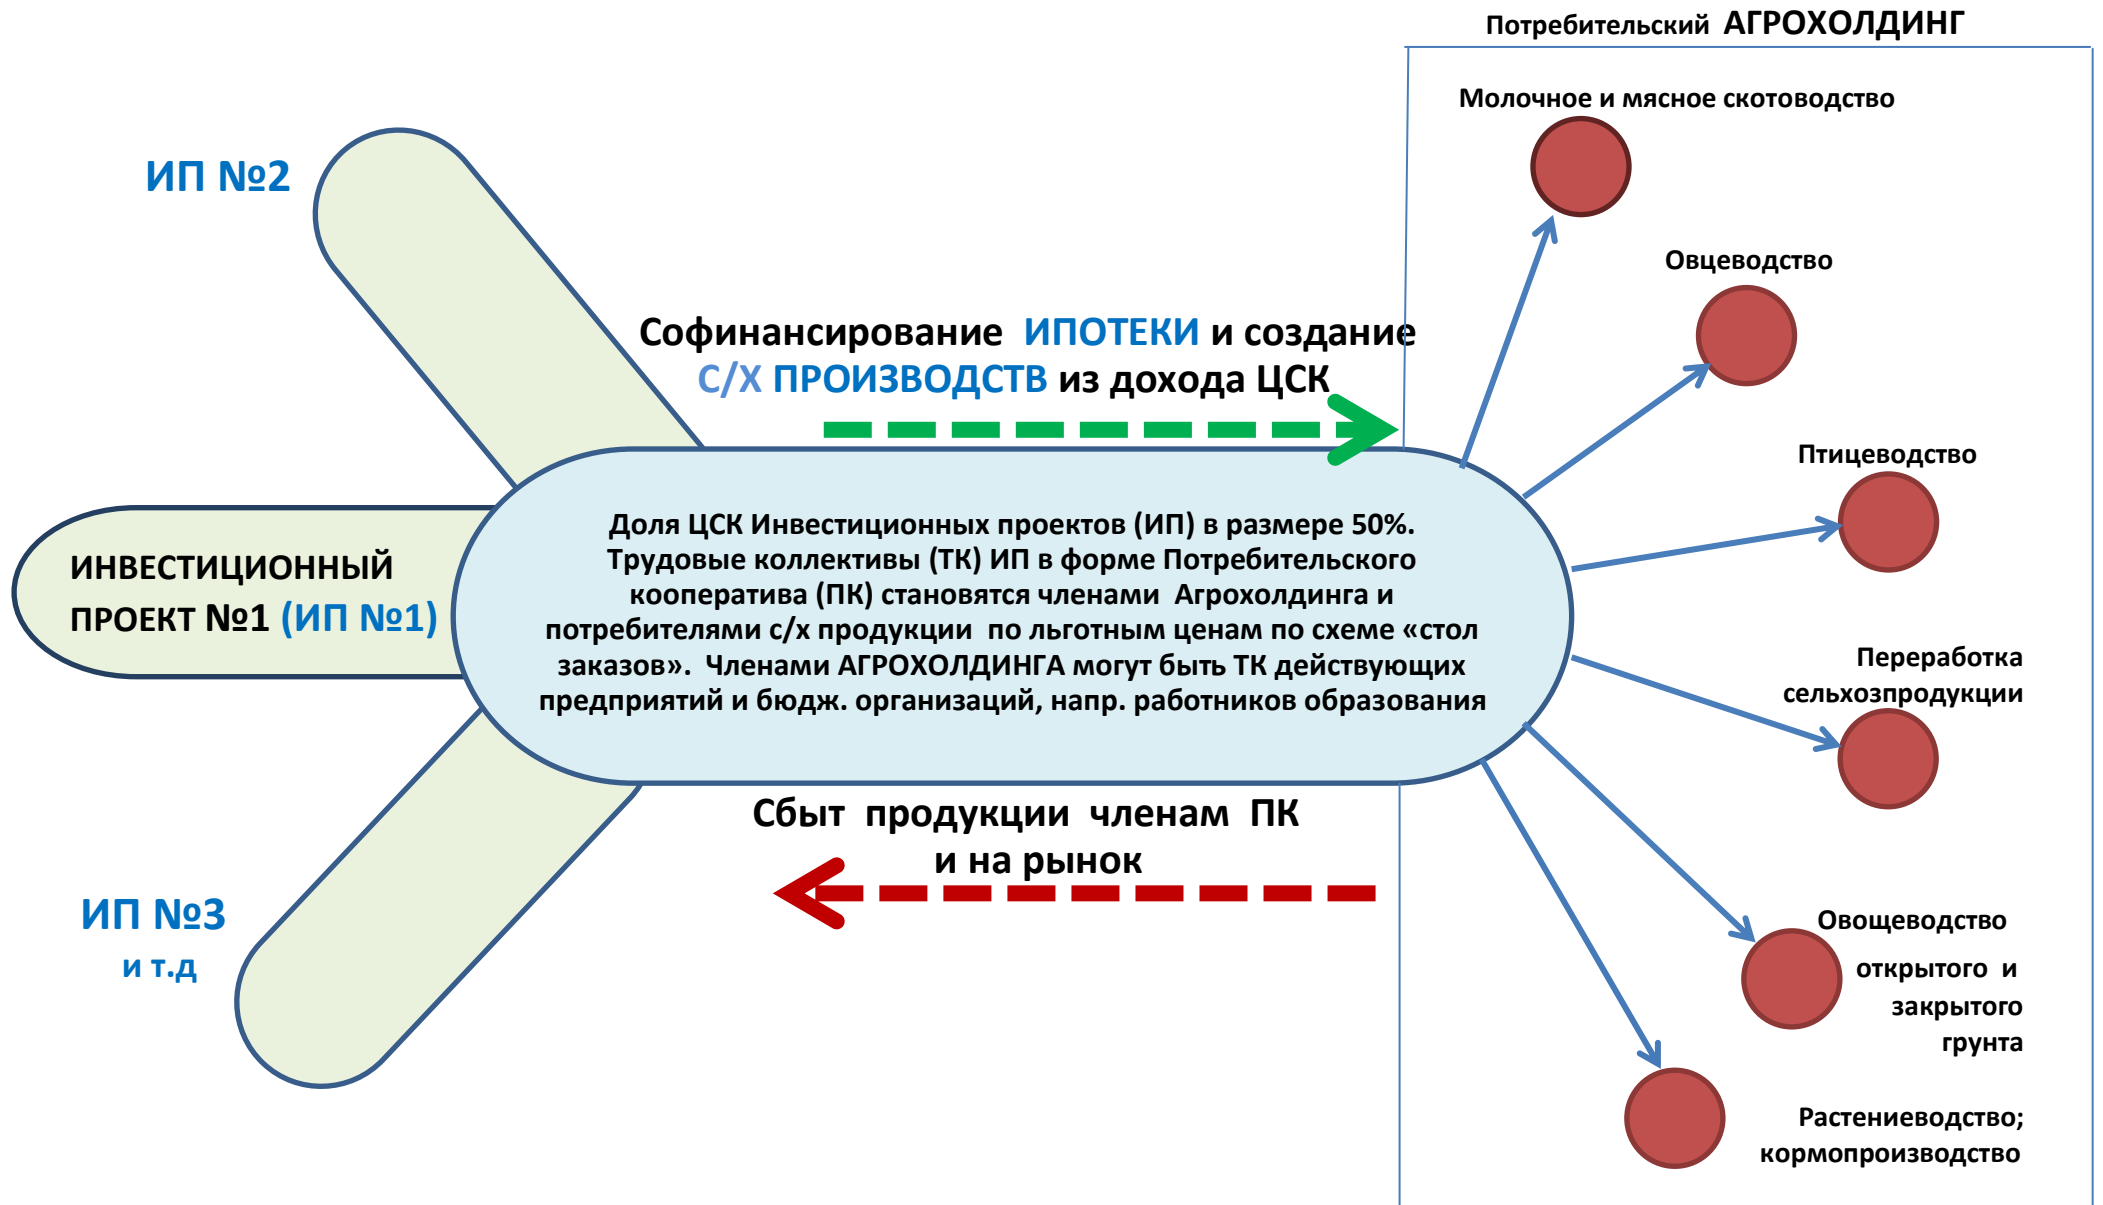 Потребительский АГРОХОЛДИНГ
Молочное и мясное скотоводство
ИП №2
Овцеводство
Софинансирование ИПОТЕКИ и создание
С/Х ПРОИЗВОДСТВ из дохода ЦСК
Птицеводство
ИНВЕСТИЦИОННЫЙ
ПРОЕКТ №1 (ИП №1)
Доля ЦСК Инвестиционных проектов (ИП) в размере 50%.
Трудовые коллективы (ТК) ИП в форме Потребительского
кооператива (ПК) становятся членами Агрохолдинга и
потребителями с/х продукции по льготным ценам по схеме «стол
заказов». Членами АГРОХОЛДИНГА могут быть ТК действующих
предприятий и бюдж. организаций, напр. работников образования
Переработка
сельхозпродукции
Сбыт продукции членам ПК
и на рынок
ИП №3
и т.д
Овощеводство
открытого и
закрытого
грунта
Растениеводство;
кормопроизводство